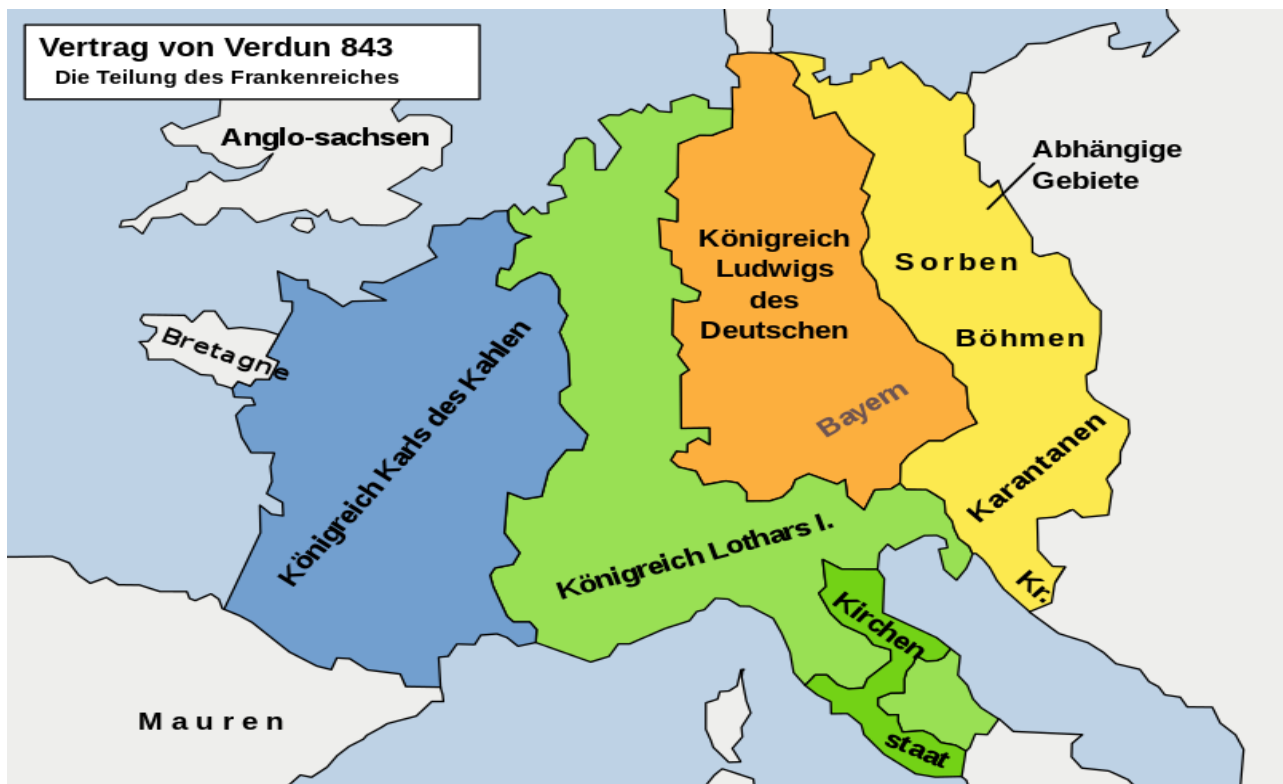 Vertrag von Verdun 843
Die Teilung des Frankenreiches
Anglo-sachsen
Abhängige
Gebiete
Königreich
Ludwigs
des
Deutschen
Sorben
Böhmen
Bretagne
Königreich Karls des Kahlen
Bayern
Karantanen
Königreich Lothars I.
Kr.
Kirchen
staat
Mauren